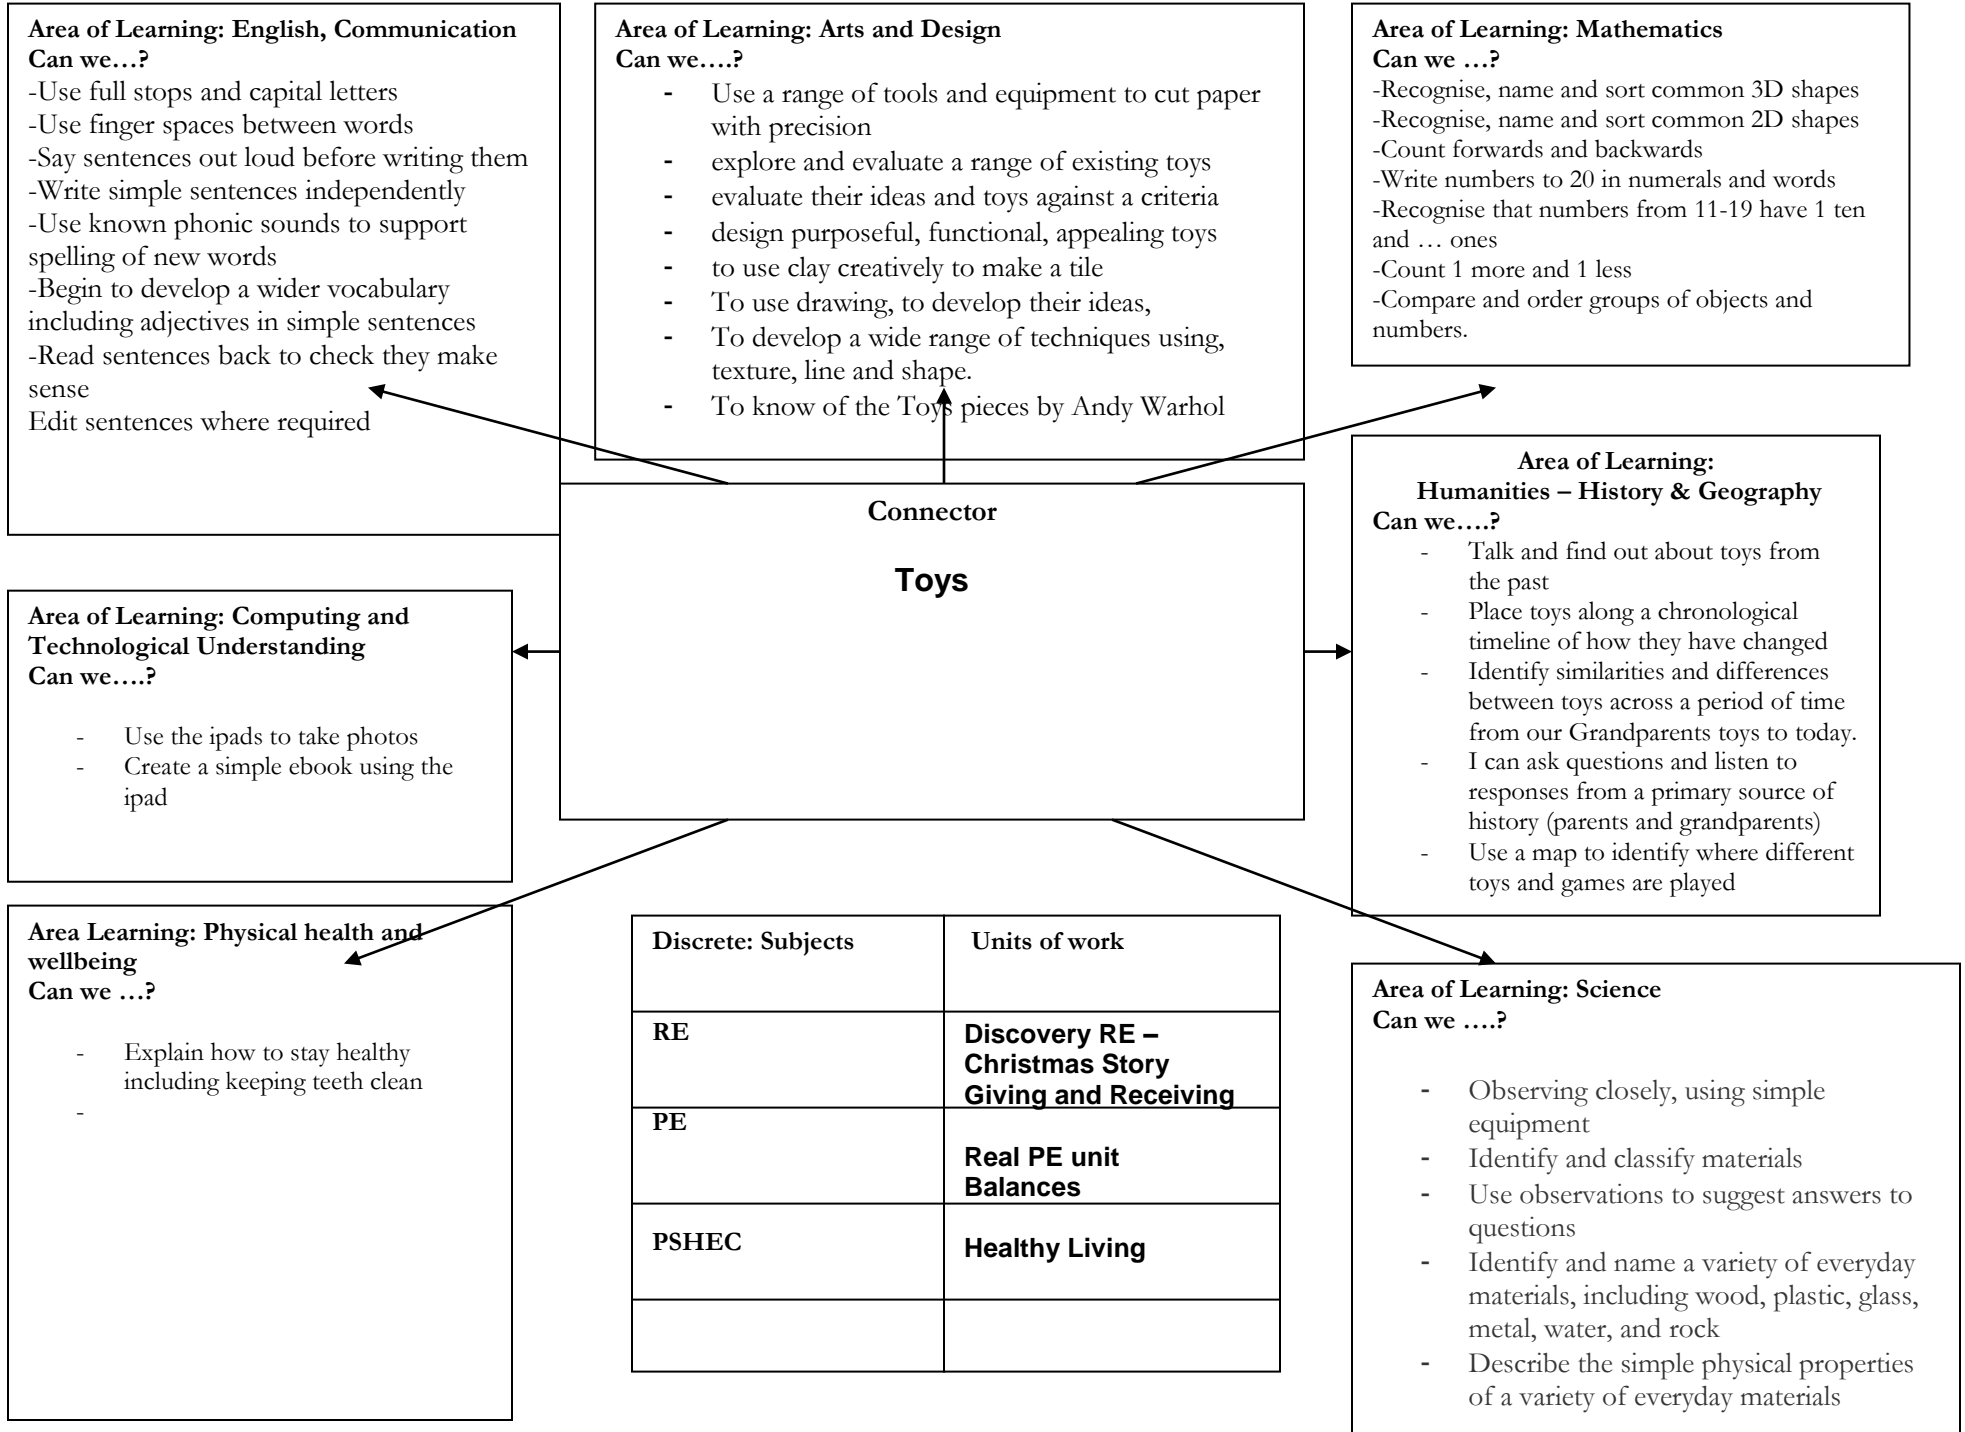 Area of Learning: English, Communication
Can we…?
-Use full stops and capital letters
-Use finger spaces between words
-Say sentences out loud before writing them
-Write simple sentences independently
-Use known phonic sounds to support
spelling of new words
-Begin to develop a wider vocabulary
including adjectives in simple sentences
-Read sentences back to check they make
sense
Edit sentences where required
Area of Learning: Arts and Design
Can we….?
- Use a range of tools and equipment to cut paper
with precision
- explore and evaluate a range of existing toys
- evaluate their ideas and toys against a criteria
- design purposeful, functional, appealing toys
- to use clay creatively to make a tile
- To use drawing, to develop their ideas,
- To develop a wide range of techniques using,
texture, line and shape.
- To know of the Toys pieces by Andy Warhol
Area of Learning: Mathematics
Can we …?
-Recognise, name and sort common 3D shapes
-Recognise, name and sort common 2D shapes
-Count forwards and backwards
-Write numbers to 20 in numerals and words
-Recognise that numbers from 11-19 have 1 ten
and … ones
-Count 1 more and 1 less
-Compare and order groups of objects and
numbers.
Connector
Toys
Area of Learning:
Humanities – History & Geography
Can we….?
- Talk and find out about toys from
the past
- Place toys along a chronological
timeline of how they have changed
- Identify similarities and differences
between toys across a period of time
from our Grandparents toys to today.
- I can ask questions and listen to
responses from a primary source of
history (parents and grandparents)
- Use a map to identify where different
toys and games are played
Area of Learning: Computing and
Technological Understanding
Can we….?
- Use the ipads to take photos
- Create a simple ebook using the
ipad
Area Learning: Physical health and
wellbeing
Can we …?
- Explain how to stay healthy
including keeping teeth clean
-
Discrete: Subjects
Units of work
RE
Discovery RE –
Christmas Story
Giving and Receiving
PE
Real PE unit
Balances
PSHEC
Healthy Living
Area of Learning: Science
Can we ….?
- Observing closely, using simple
equipment
- Identify and classify materials
- Use observations to suggest answers to
questions
- Identify and name a variety of everyday
materials, including wood, plastic, glass,
metal, water, and rock
- Describe the simple physical properties
of a variety of everyday materials